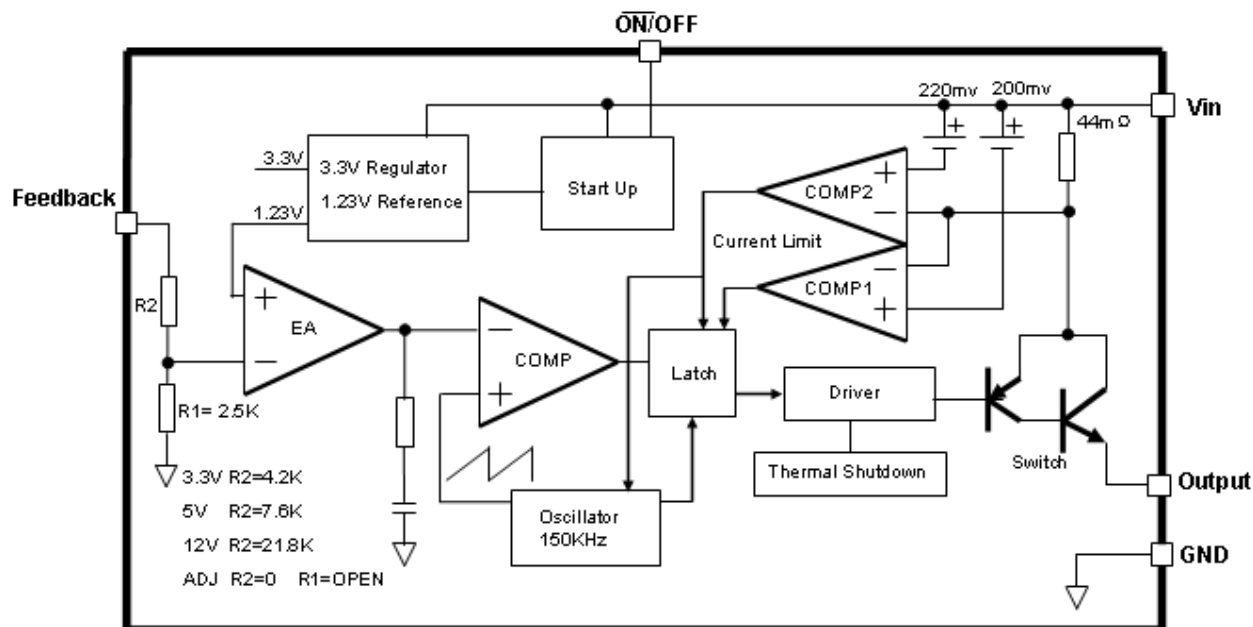 ON/OFF
220mv 200mv
Vin
44mΩ
3.3V
3.3V Regulator
1.23V Reference
Start Up
COMP2
Feedback
1.23V
Current Limit
COMP1
R2
EA
COMP
Latch
Driver
R1= 2.5K
Switch
Thermal Shutdown
3.3V R2=4.2K
5V R2=7.6K
12V R2=21.8K
ADJ R2=0 R1=OPEN
Oscillator
150KHz
Output
GND